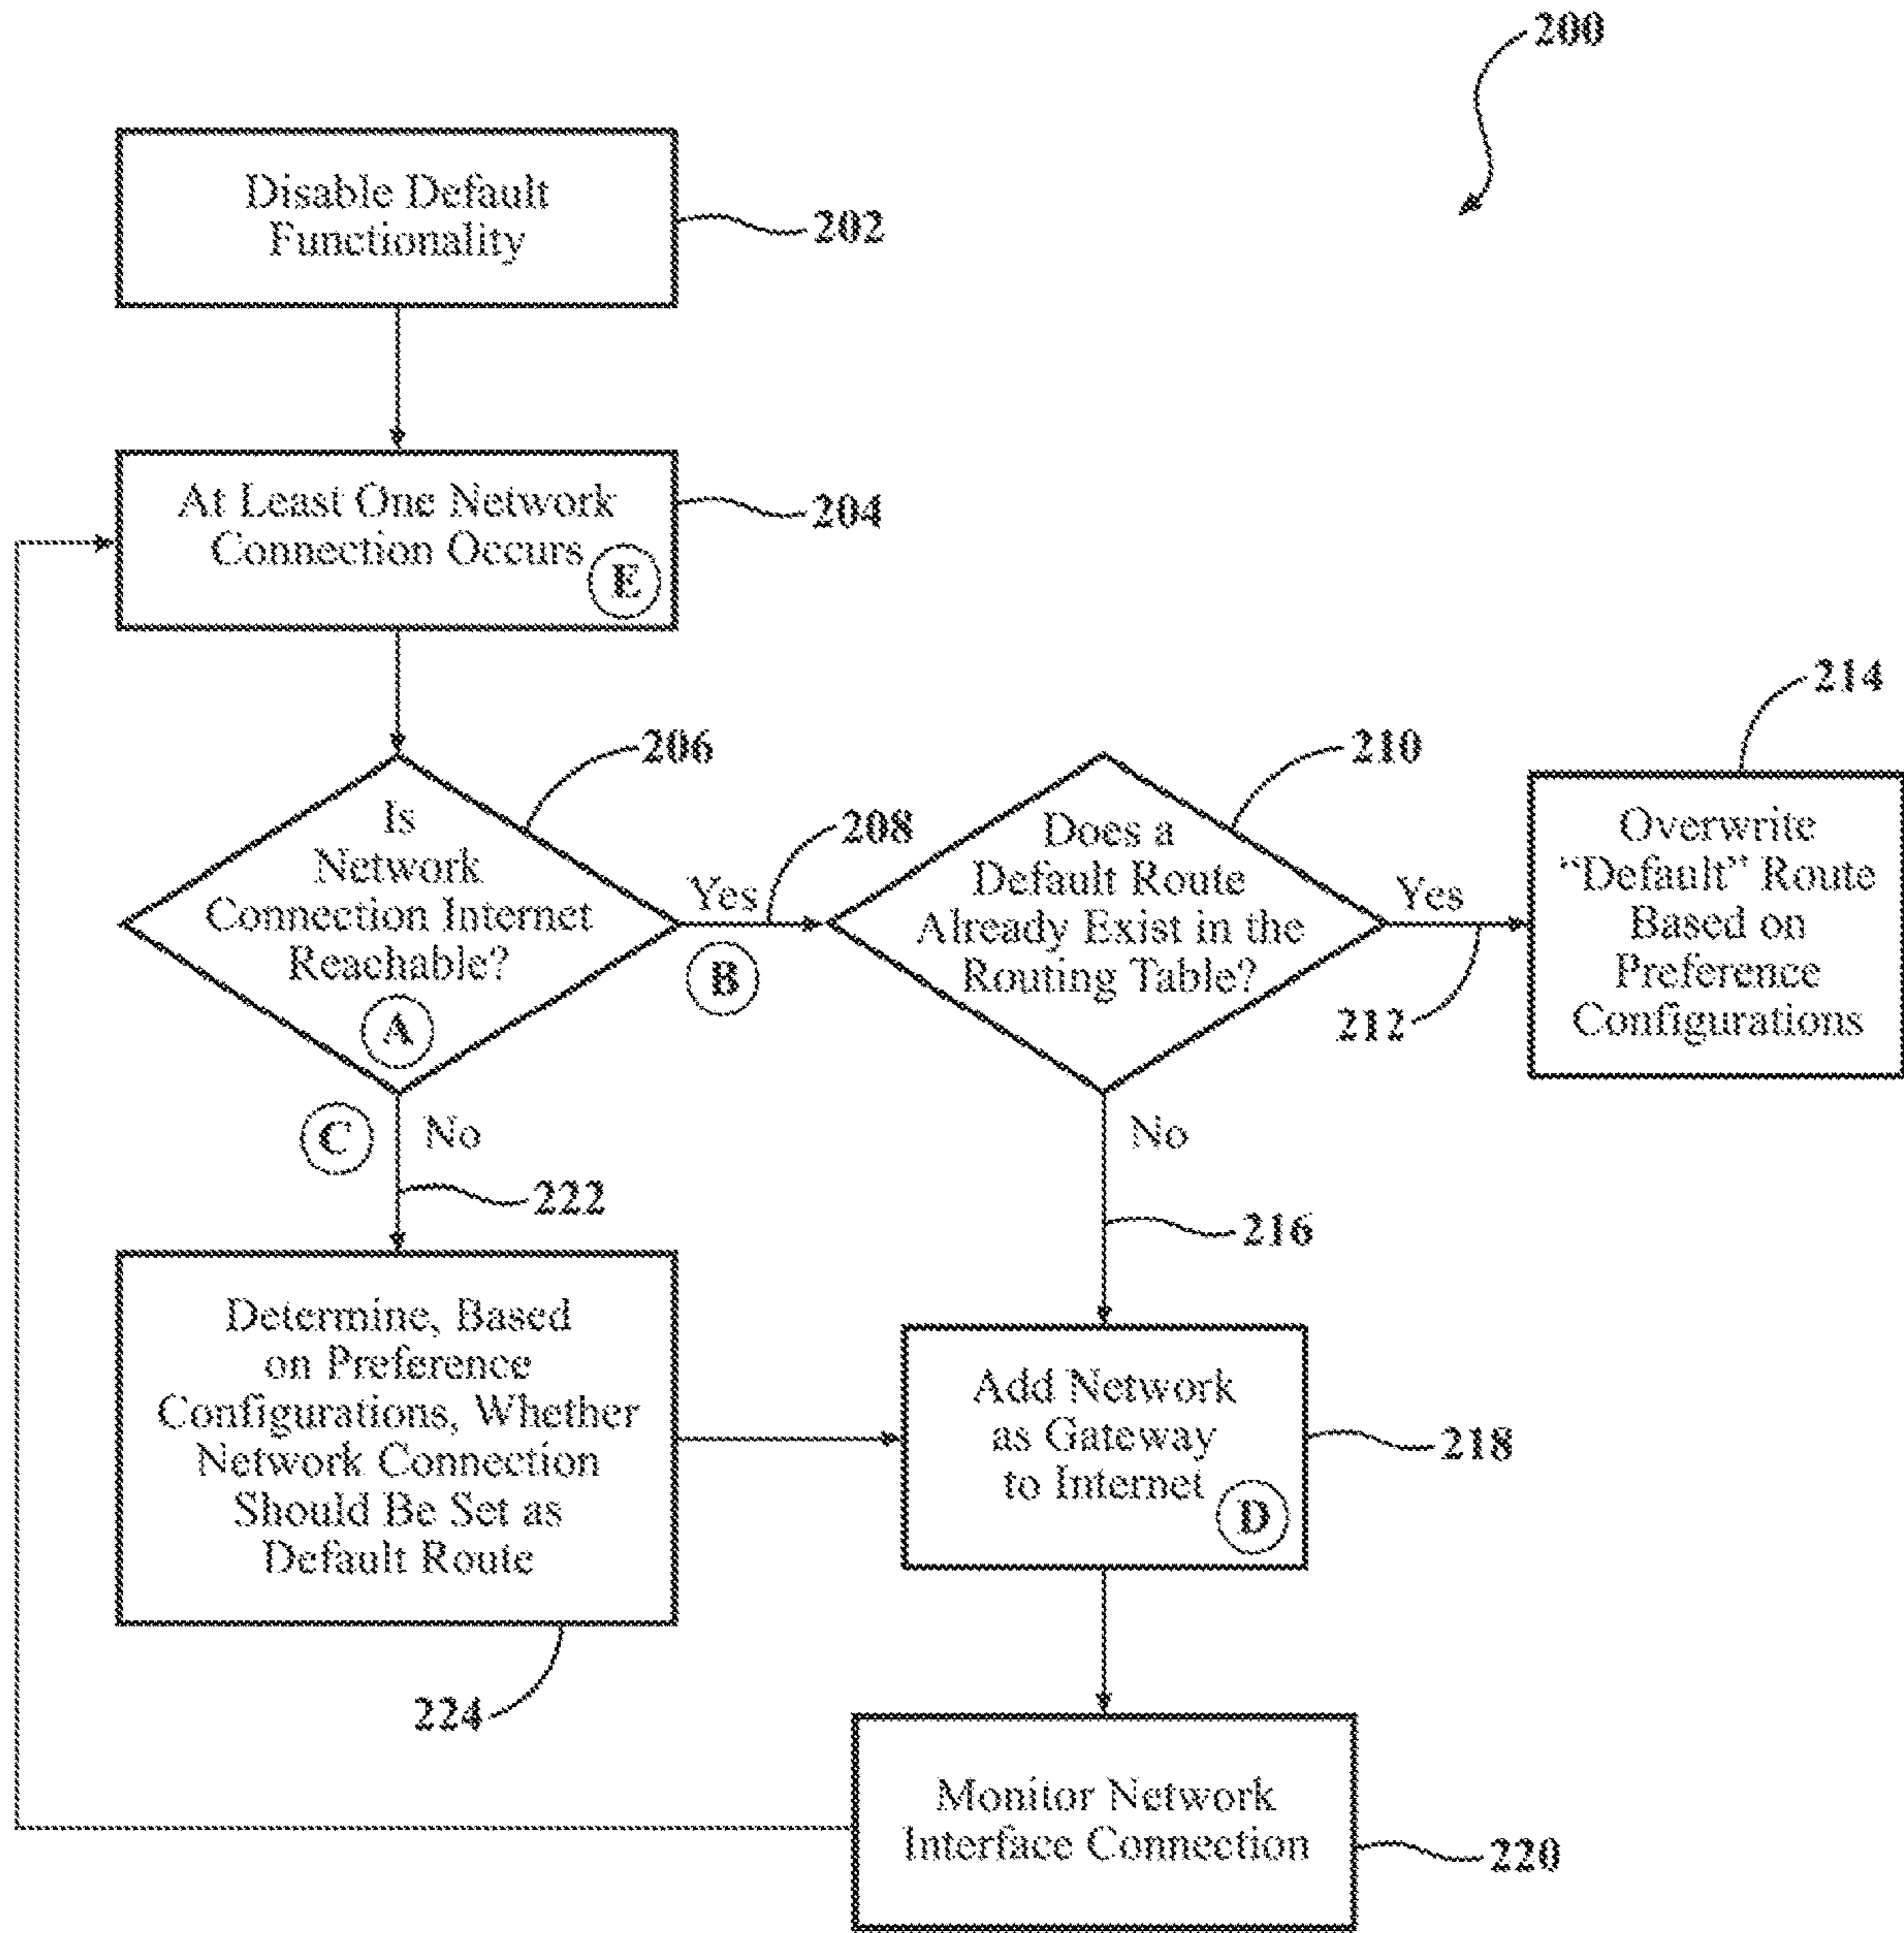 200
Disable Default
Functionality
202
At Least One Network
Connection Occurs
E
204
Is
Network
Connection Internet
Reachable?
A
206
Yes
208
B
Does a
Default Route
Already Exist in the
Routing Table?
210
Yes
212
Overwrite
“Default” Route
Based on
Preference
Configurations
214
C
No
222
No
216
Determine, Based
on Preference
Configurations, Whether
Network Connection
Should Be Set as
Default Route
224
Add Network
as Gateway
to Internet
D
218
Monitor Network
Interface Connection
220